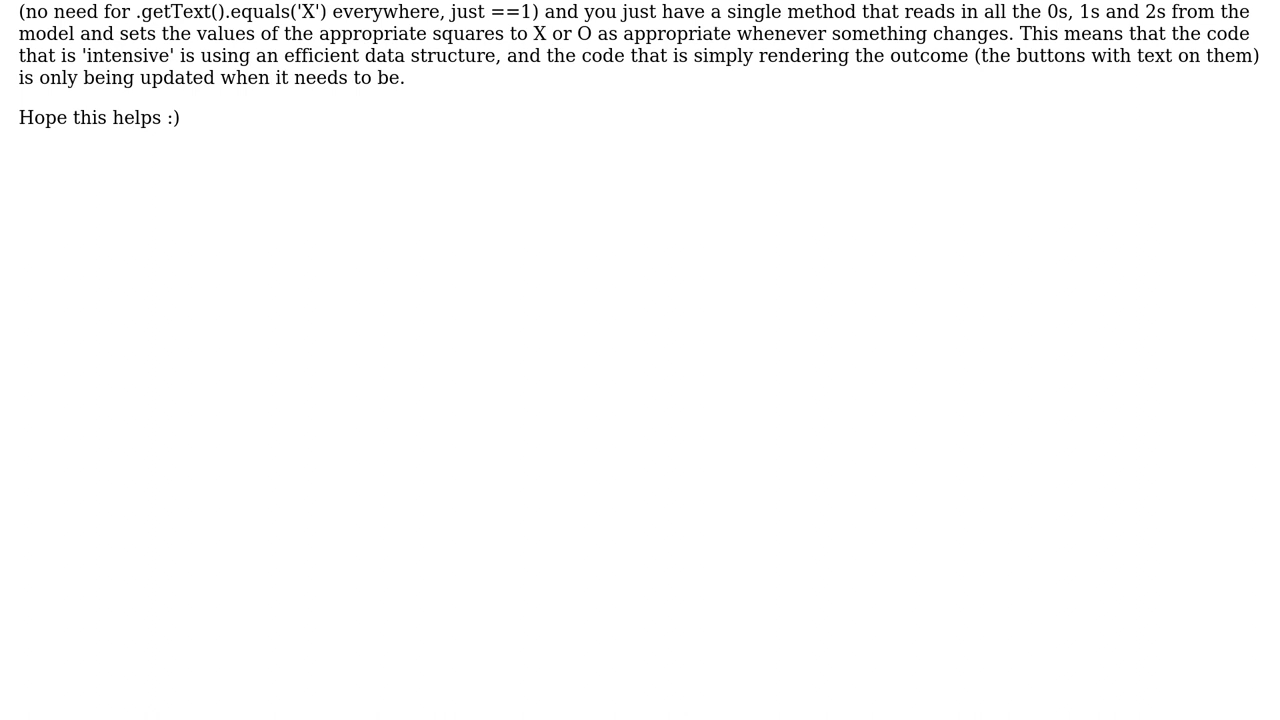 (no need for .getText().equals('X') everywhere, just ==1) and you just have a single method that reads in all the 0s, 1s and 2s from the
model and sets the values of the appropriate squares to X or O as appropriate whenever something changes. This means that the code
that is 'intensive' is using an efficient data structure, and the code that is simply rendering the outcome (the buttons with text on them)
is only being updated when it needs to be.
Hope this helps :)